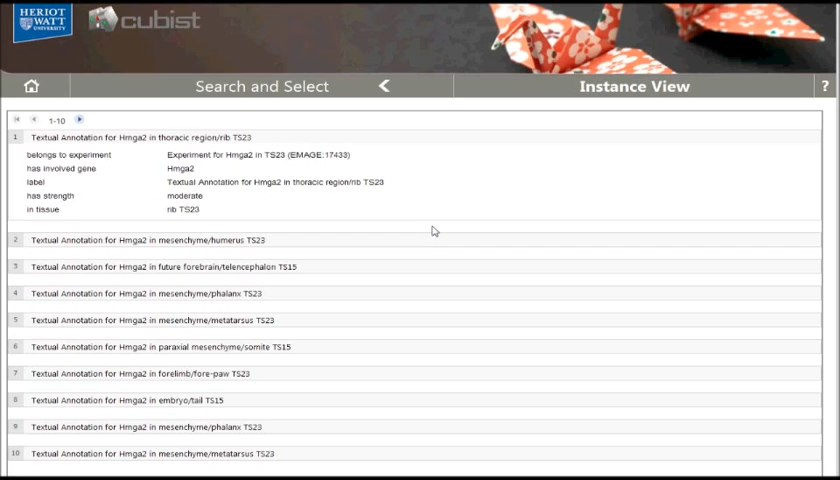 HERIOT
WATT
UNIVERSITY
cubist
Search and Select
Instance View
?
1-10
1 Textual Annotation for Hmga2 in thoracic region/rib TS23
belongs to experiment Experiment for Hmga2 in TS23 (EMAGE:17433)
has involved gene Hmga2
label Textual Annotation for Hmga2 in thoracic region/rib TS23
has strength moderate
in tissue rib TS23
2 Textual Annotation for Hmga2 in mesenchyme/humerus TS23
3 Textual Annotation for Hmga2 in future forebrain/telencephalon TS15
4 Textual Annotation for Hmga2 in mesenchyme/phalanx TS23
5 Textual Annotation for Hmga2 in mesenchyme/metatarsus TS23
6 Textual Annotation for Hmga2 in paraxial mesenchyme/somite TS15
7 Textual Annotation for Hmga2 in forelimb/fore-paw TS23
8 Textual Annotation for Hmga2 in embryo/tail TS15
9 Textual Annotation for Hmga2 in mesenchyme/phalanx TS23
10 Textual Annotation for Hmga2 in mesenchyme/metatarsus TS23